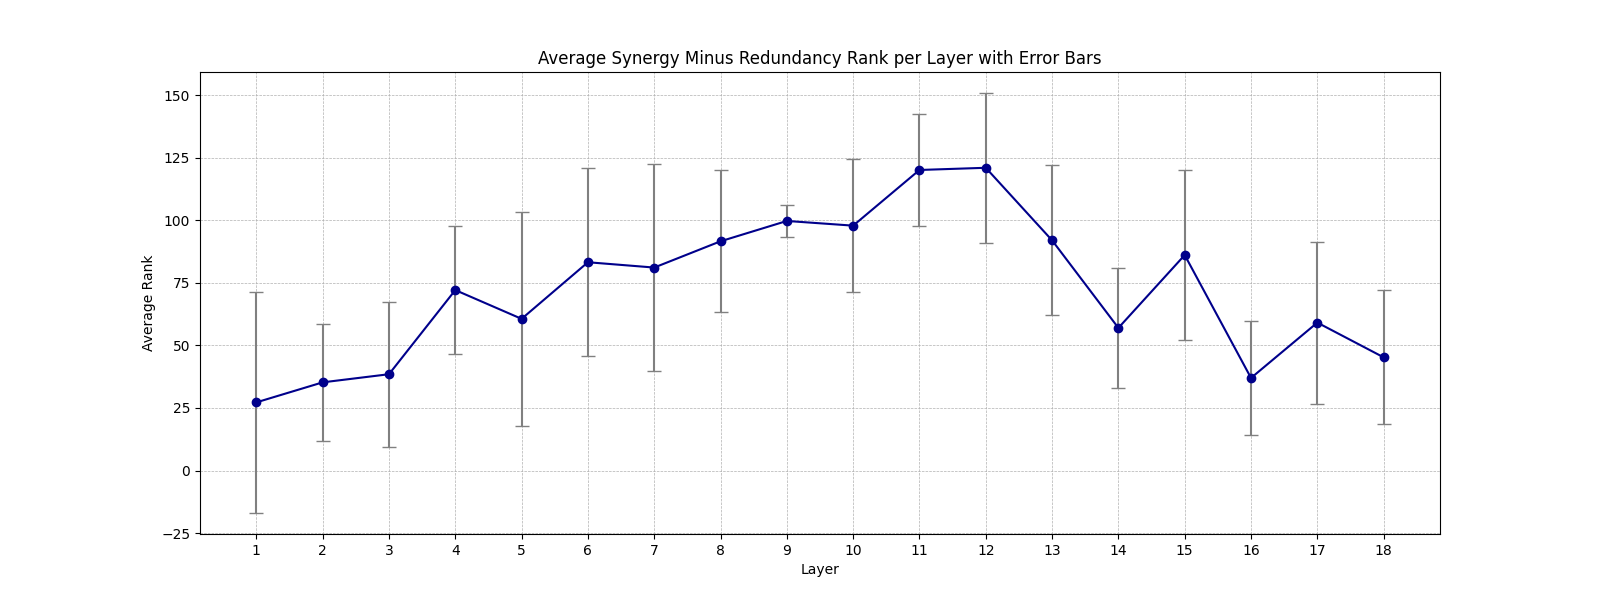 Average Synergy Minus Redundancy Rank per Layer with Error Bars
150
125
100
75
50
25
0
−25
Average Rank
1 2 3 4 5 6 7 8 9 10 11 12 13 14 15 16 17 18
Layer